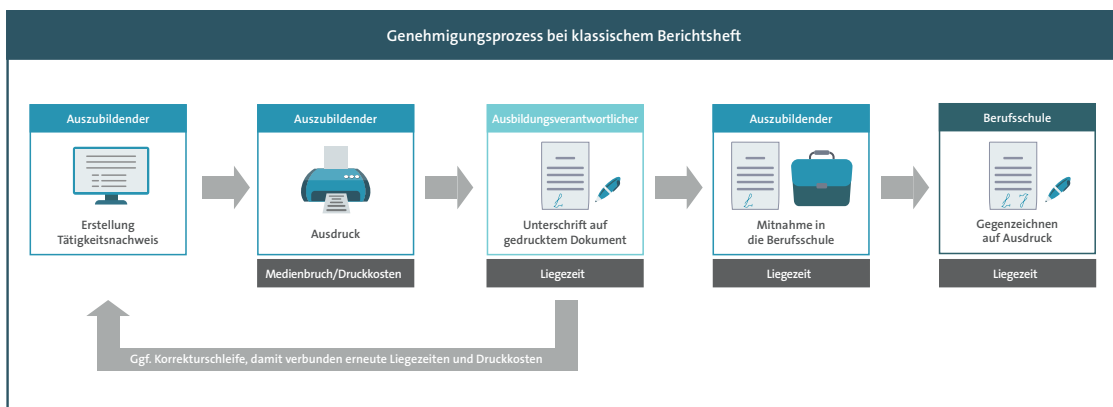 Genehmigungsprozess bei klassischem Berichtsheft
Auszubildender
Erstellung
Tätigkeitsnachweis
Auszubildender
Ausdruck
Medienbruch/Druckkosten
Ausbildungsverantwortlicher
Unterschrift auf
gedrucktem Dokument
Liegezeit
Auszubildender
Mitnahme in
die Berufsschule
Liegezeit
Berufsschule
Gegenzeichnen
auf Ausdruck
Liegezeit
Ggf. Korrekturschleife, damit verbunden erneute Liegezeiten und Druckkosten